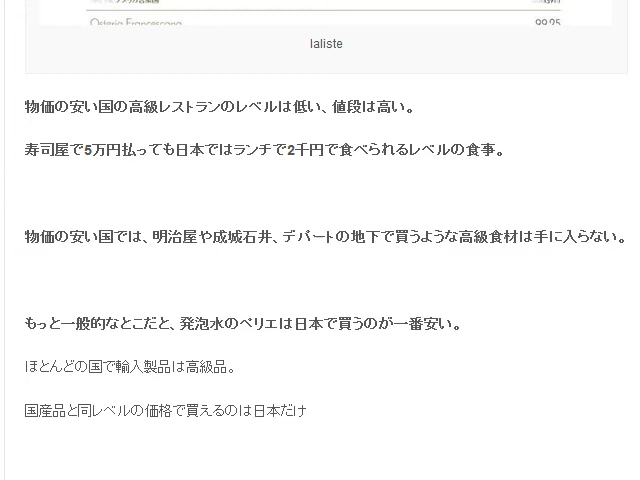 Osteria Francescana 99.25
laliste
物価の安い国の高級レストランのレベルは低い、値段は高い。
寿司屋で5万円払っても日本ではランチで2千円で食べられるレベルの食事。
物価の安い国では、明治屋や成城石井、デパートの地下で買うような高級食材は手に入らない。
もっと一般的なとこだと、発泡水のペリエは日本で買うのが一番安い。
ほとんどの国で輸入製品は高級品。
国産品と同レベルの価格で買えるのは日本だけ